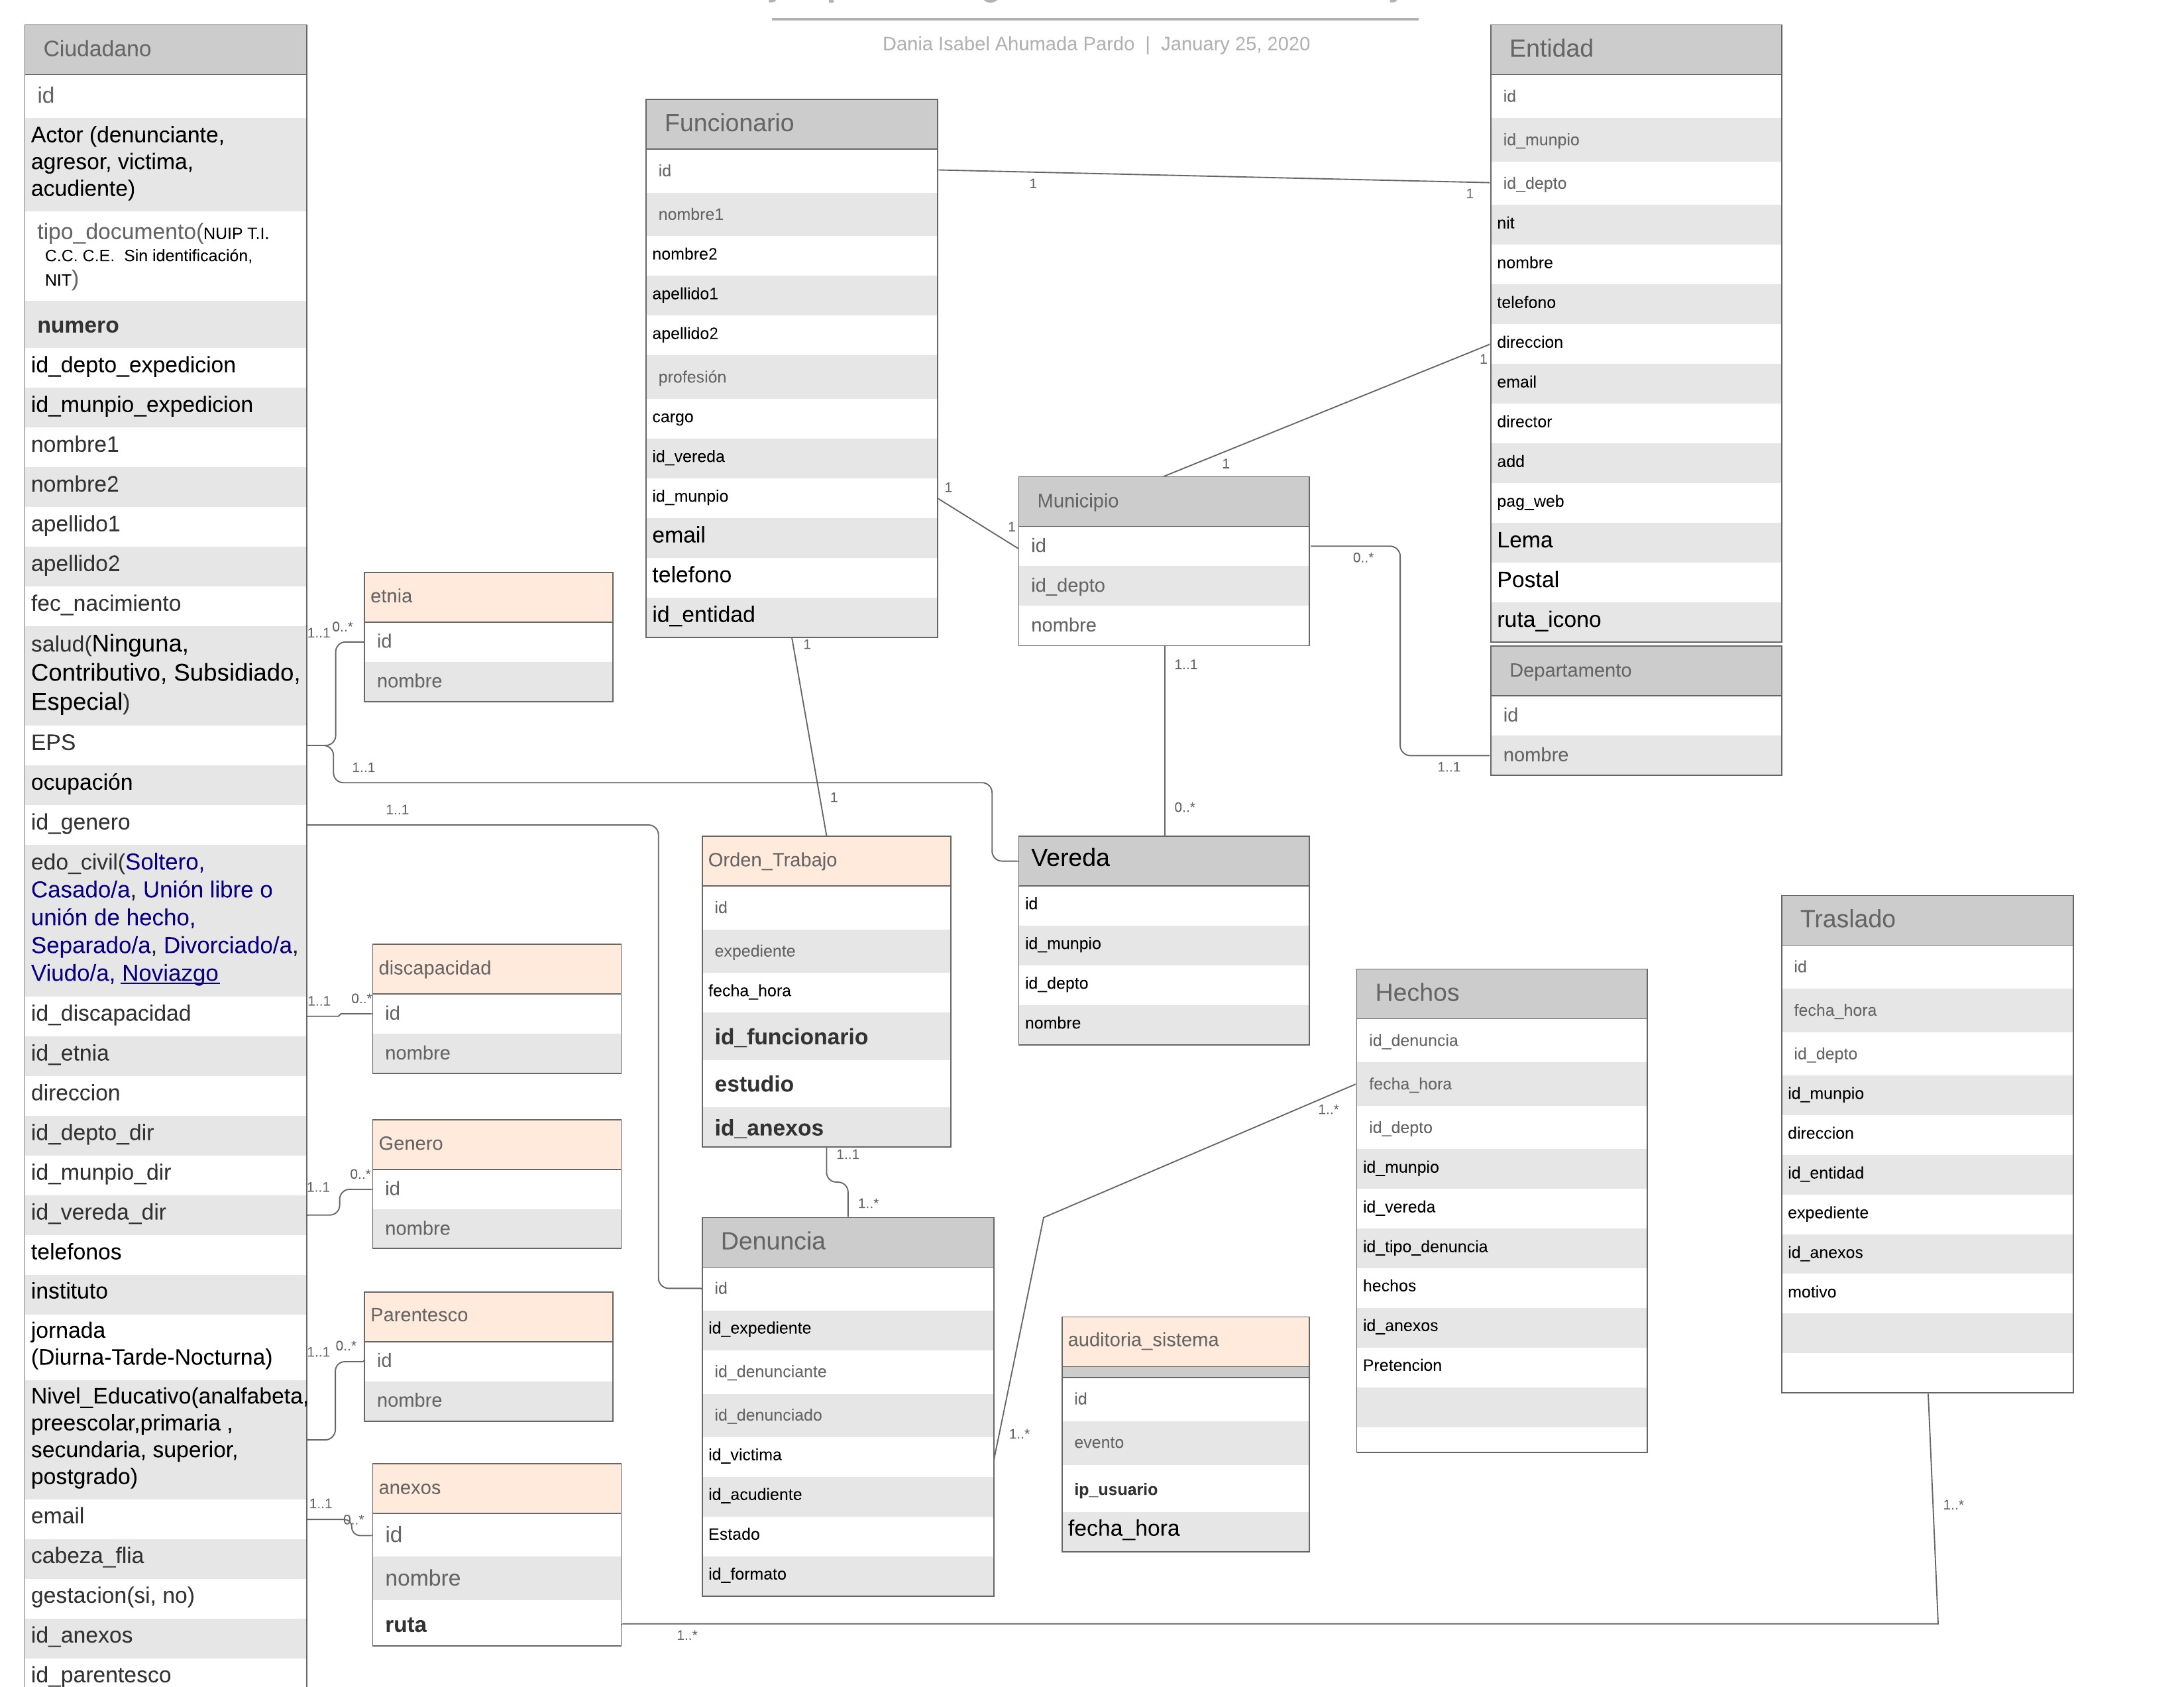 Dania Isabel Ahumada Pardo | January 25, 2020
Ciudadano
id
Actor (denunciante,
agresor, victima,
acudiente)
tipo_documento(NUIP T.I.
C.C. C.E. Sin identificación,
NIT)
numero
id_depto_expedicion
id_munpio_expedicion
nombre1
nombre2
apellido1
apellido2
fec_nacimiento
salud(Ninguna,
Contributivo, Subsidiado,
Especial)
EPS
ocupación
id_genero
edo_civil(Soltero,
Casado/a, Unión libre o
unión de hecho,
Separado/a, Divorciado/a,
Viudo/a, Noviazgo
id_discapacidad
id_etnia
direccion
id_depto_dir
id_munpio_dir
id_vereda_dir
telefonos
instituto
jornada
(Diurna-Tarde-Nocturna)
Nivel_Educativo(analfabeta,
preescolar,primaria ,
secundaria, superior,
postgrado)
email
cabeza_flia
gestacion(si, no)
id_anexos
id_parentesco
1..1
0..*
1..1
1..1
1..1
0..*
1..1
0..*
1..1
0..*
1..1
0..*
etnia
id
nombre
discapacidad
id
nombre
Genero
id
nombre
Parentesco
id
nombre
anexos
id
nombre
ruta
1..*
Funcionario
id
nombre1
nombre2
apellido1
apellido2
profesión
cargo
id_vereda
id_munpio
email
telefono
id_entidad
1
1
1
1
1
1
Orden_Trabajo
id
expediente
fecha_hora
id_funcionario
estudio
id_anexos
1..1
1..*
Denuncia
id
id_expediente
id_denunciante
id_denunciado
id_victima
id_acudiente
Estado
id_formato
1..*
1..*
Municipio
id
id_depto
nombre
1
1
0..*
1..1
1..1
0..*
Vereda
id
id_munpio
id_depto
nombre
auditoria_sistema
id
evento
ip_usuario
fecha_hora
Entidad
id
id_munpio
id_depto
nit
nombre
telefono
direccion
email
director
add
pag_web
Lema
Postal
ruta_icono
Departamento
id
nombre
Hechos
id_denuncia
fecha_hora
id_depto
id_munpio
id_vereda
id_tipo_denuncia
hechos
id_anexos
Pretencion
Traslado
id
fecha_hora
id_depto
id_munpio
direccion
id_entidad
expediente
id_anexos
motivo
1..*